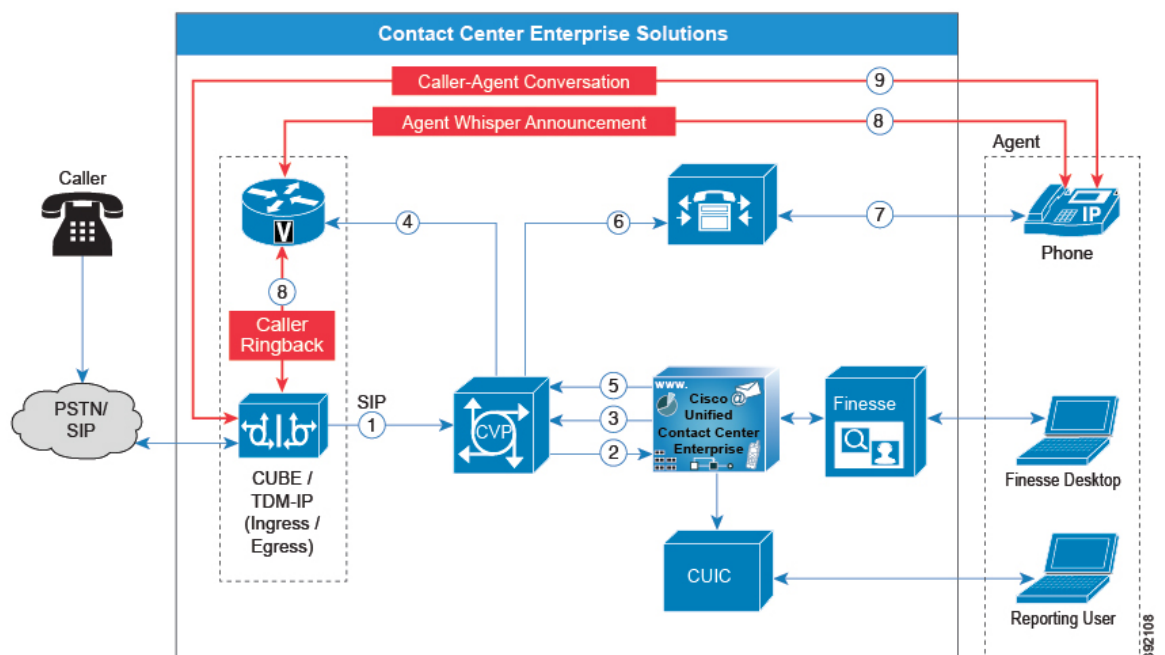 Contact Center Enterprise Solutions
Caller-Agent Conversation
9
Agent Whisper Announcement
8
Agent
Caller
V
4
6
7
IP
Phone
8
Caller
Ringback
PSTN/
SIP
SIP
1
CUBE /
TDM-IP
(Ingress /
Egress)
CVP
5
3
2
www.
@
Cisco
Unified
Contact Center
Enterprise
Finesse
Finesse Desktop
CUIC
Reporting User
392108